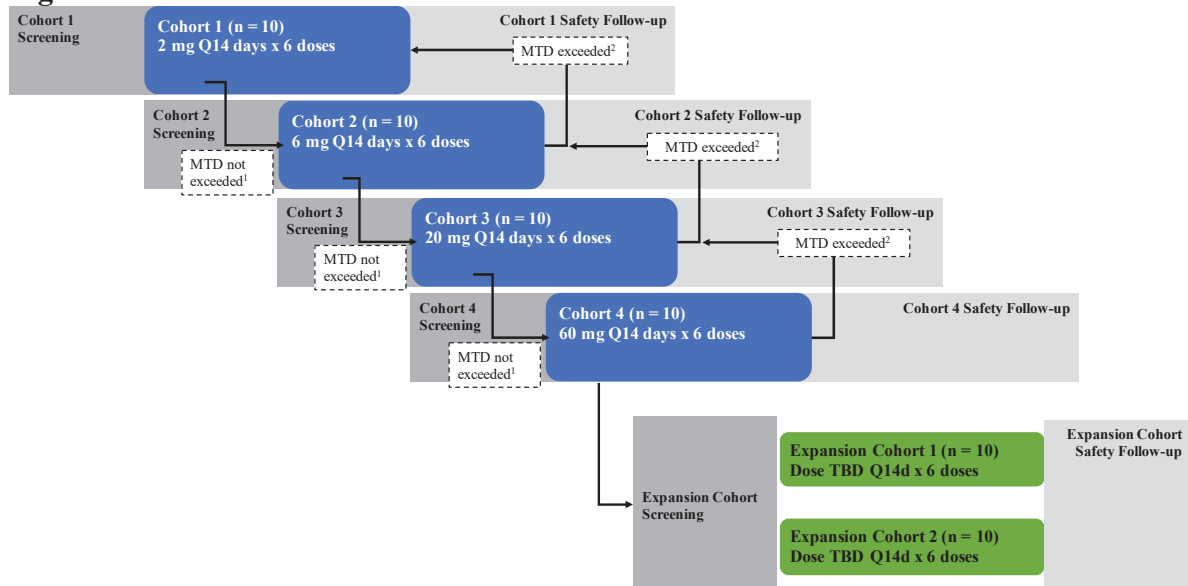 Cohort 1
Screening
Cohort 1 (n = 10)
2 mg Q14 days x 6 doses
Cohort 1 Safety Follow-up
MTD exceeded²
Cohort 2
Screening
MTD not
exceeded¹
Cohort 2 (n = 10)
6 mg Q14 days x 6 doses
Cohort 2 Safety Follow-up
MTD exceeded²
Cohort 3
Screening
MTD not
exceeded¹
Cohort 3 (n = 10)
20 mg Q14 days x 6 doses
Cohort 3 Safety Follow-up
MTD exceeded²
Cohort 4
Screening
MTD not
exceeded¹
Cohort 4 (n = 10)
60 mg Q14 days x 6 doses
Cohort 4 Safety Follow-up
Expansion Cohort
Screening
Expansion Cohort 1 (n = 10)
Dose TBD Q14d x 6 doses
Expansion Cohort 2 (n = 10)
Dose TBD Q14d x 6 doses
Expansion Cohort
Safety Follow-up